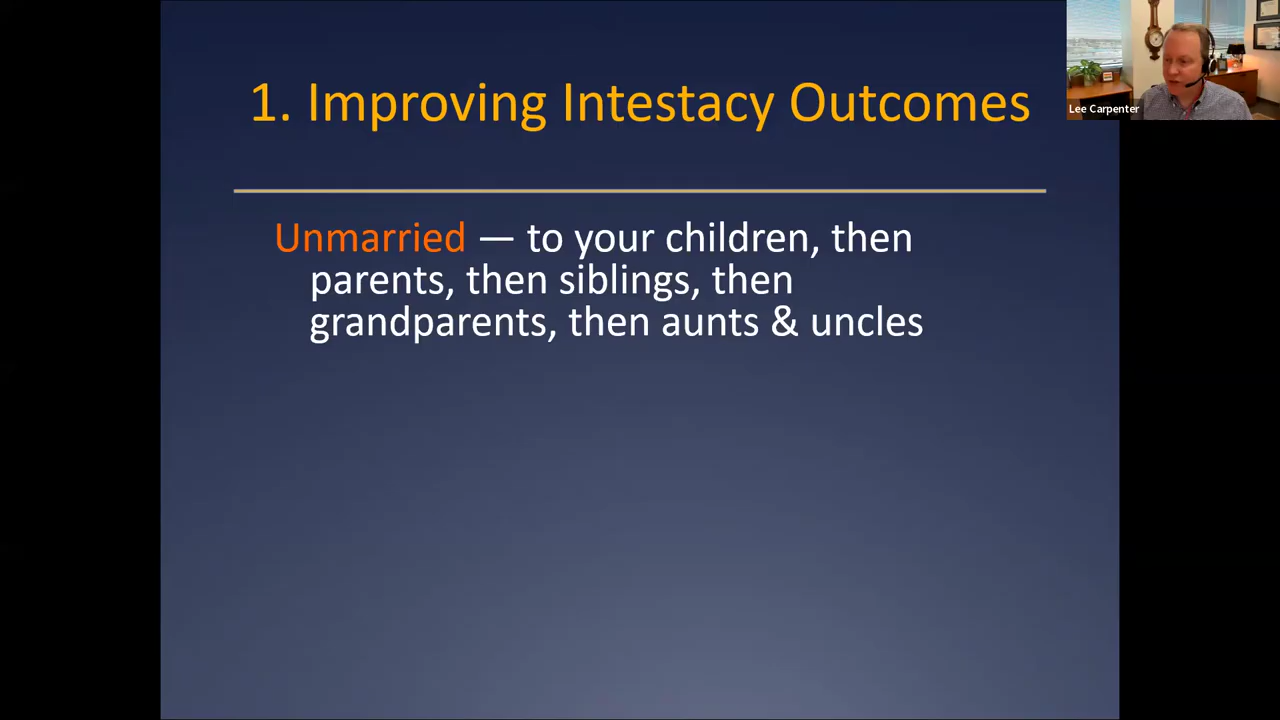 1. Improving Intestacy Outcomes
Lee Carpenter
Unmarried — to your children, then
parents, then siblings, then
grandparents, then aunts & uncles